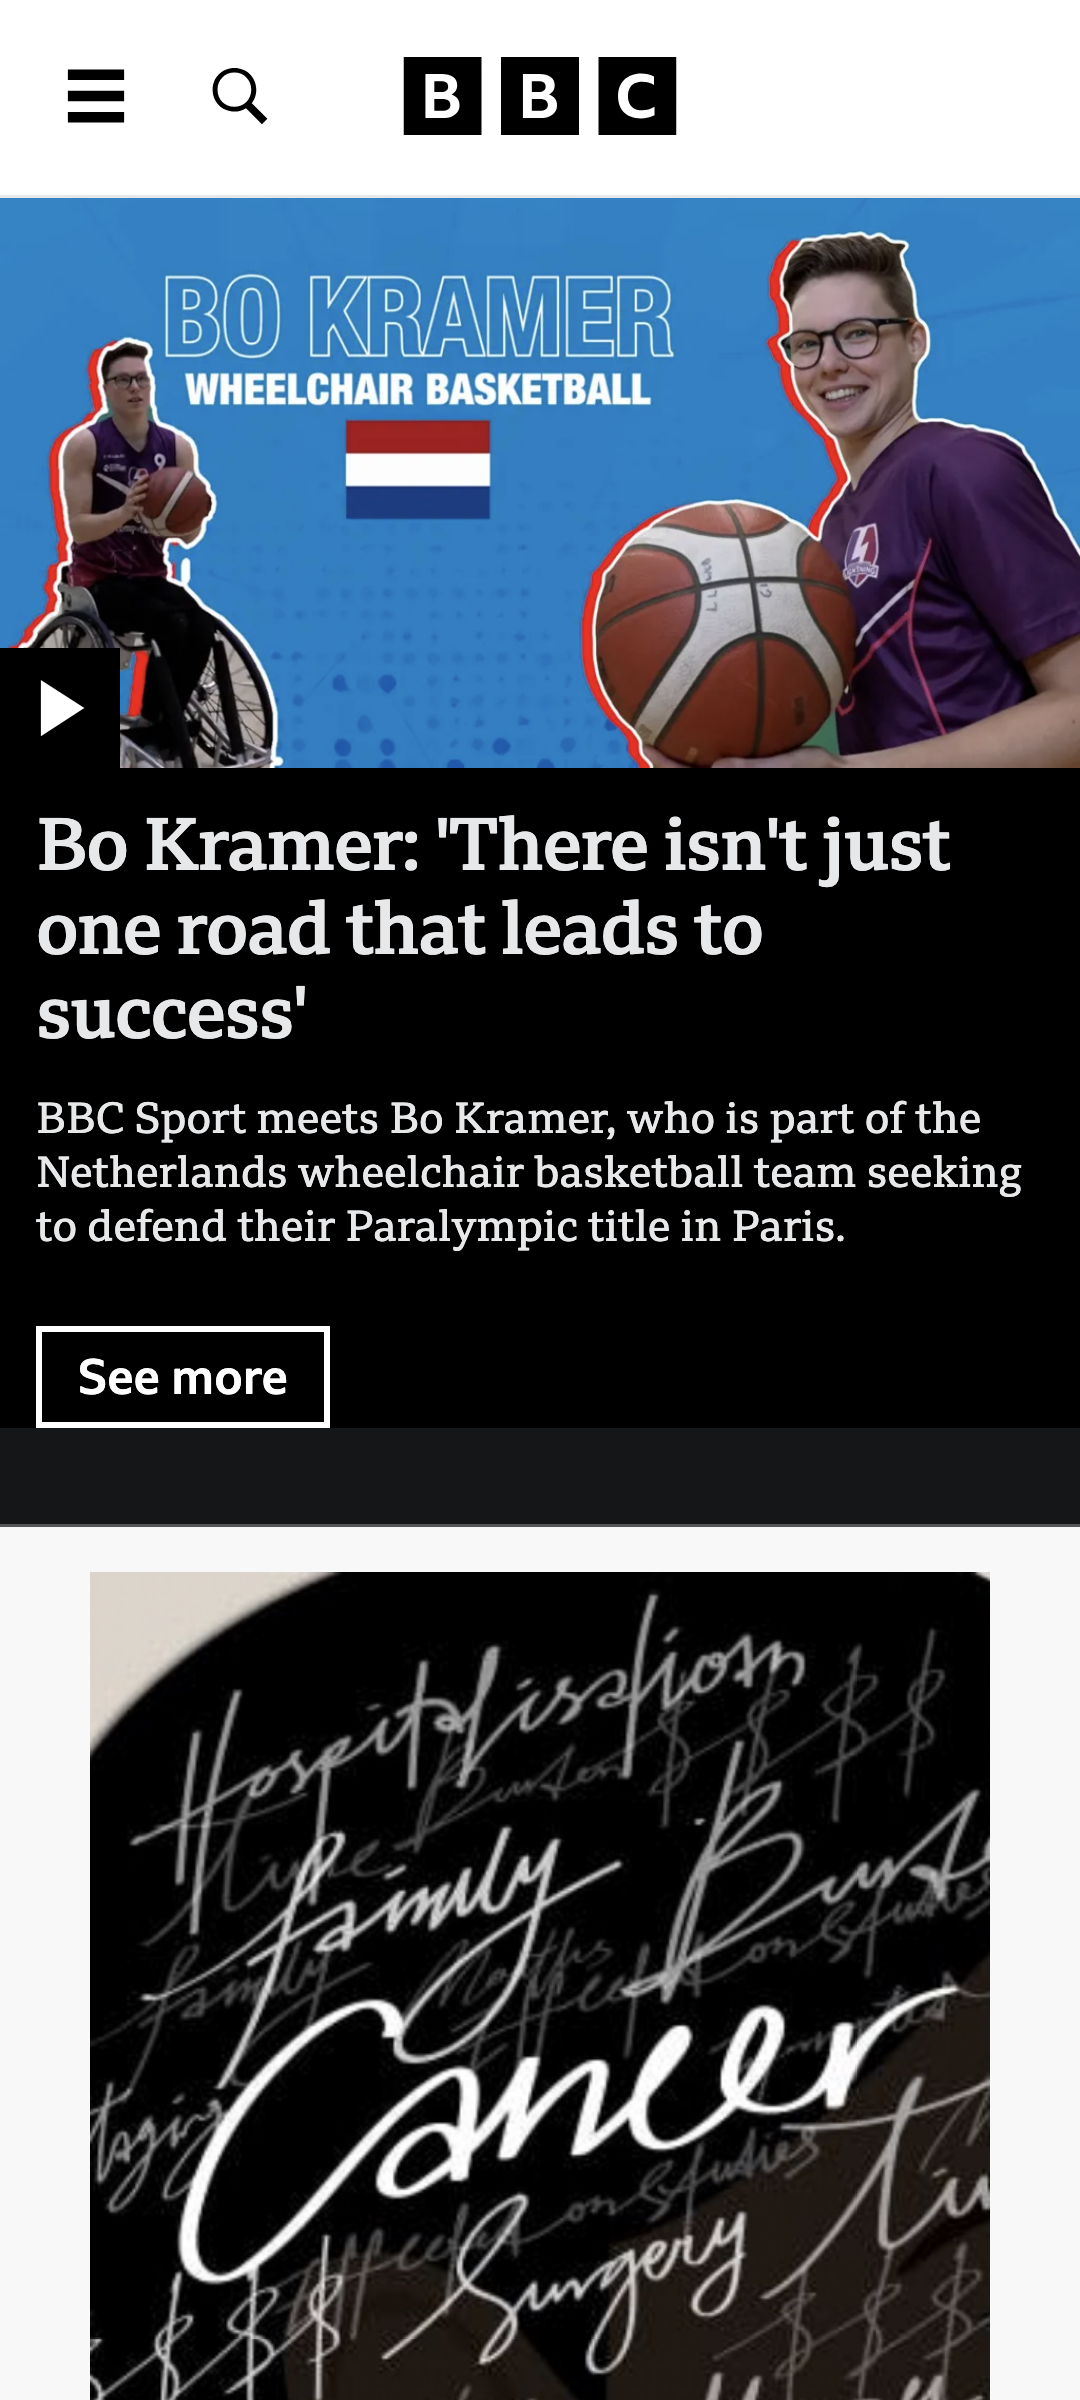 BBC
BO KRAMER
WHEELCHAIR BASKETBALL
9
LIGHTNING
Bo Kramer: 'There isn't just
one road that leads to
success'
BBC Sport meets Bo Kramer, who is part of the
Netherlands wheelchair basketball team seeking
to defend their Paralympic title in Paris.
See more
Hospitalisation
$ $ $ $
Burden
Time
family
family
Months
Effect on Studies
Cancer
Effect on Studies
Surgery
$ $ $ $
$ $ $